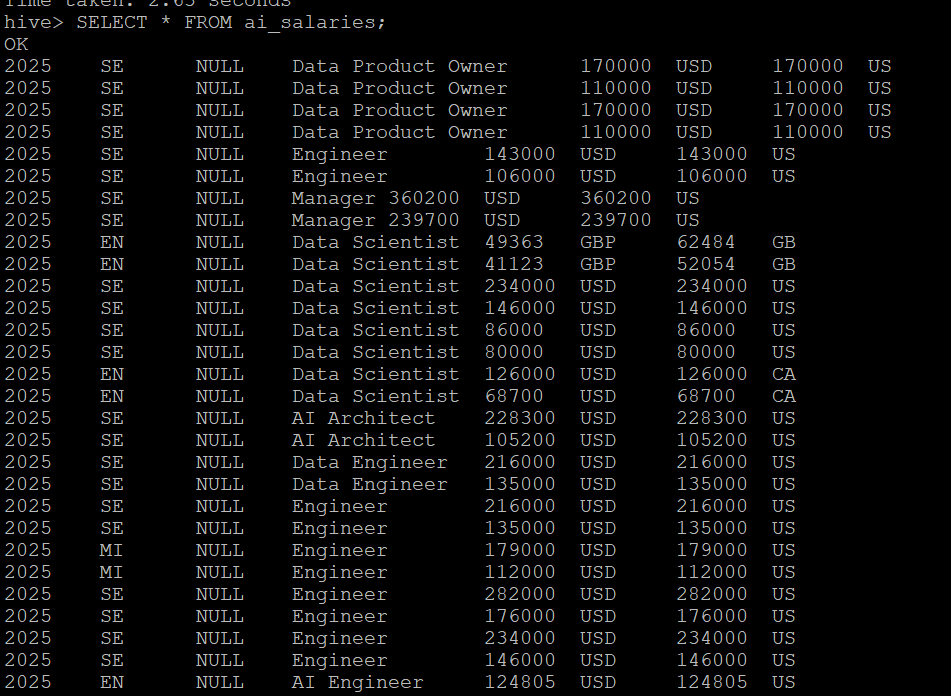 Time taken: 2.65 seconds
hive> SELECT * FROM ai_salaries;
OK
2025 SE NULL Data Product Owner 170000 USD 170000 US
2025 SE NULL Data Product Owner 110000 USD 110000 US
2025 SE NULL Data Product Owner 170000 USD 170000 US
2025 SE NULL Data Product Owner 110000 USD 110000 US
2025 SE NULL Engineer 143000 USD 143000 US
2025 SE NULL Engineer 106000 USD 106000 US
2025 SE NULL Manager 360200 USD 360200 US
2025 SE NULL Manager 239700 USD 239700 US
2025 EN NULL Data Scientist 49363 GBP 62484 GB
2025 EN NULL Data Scientist 41123 GBP 52054 GB
2025 SE NULL Data Scientist 234000 USD 234000 US
2025 SE NULL Data Scientist 146000 USD 146000 US
2025 SE NULL Data Scientist 86000 USD 86000 US
2025 SE NULL Data Scientist 80000 USD 80000 US
2025 EN NULL Data Scientist 126000 USD 126000 CA
2025 EN NULL Data Scientist 68700 USD 68700 CA
2025 SE NULL AI Architect 228300 USD 228300 US
2025 SE NULL AI Architect 105200 USD 105200 US
2025 SE NULL Data Engineer 216000 USD 216000 US
2025 SE NULL Data Engineer 135000 USD 135000 US
2025 SE NULL Engineer 216000 USD 216000 US
2025 SE NULL Engineer 135000 USD 135000 US
2025 MI NULL Engineer 179000 USD 179000 US
2025 MI NULL Engineer 112000 USD 112000 US
2025 SE NULL Engineer 282000 USD 282000 US
2025 SE NULL Engineer 176000 USD 176000 US
2025 SE NULL Engineer 234000 USD 234000 US
2025 SE NULL Engineer 146000 USD 146000 US
2025 EN NULL AI Engineer 124805 USD 124805 US